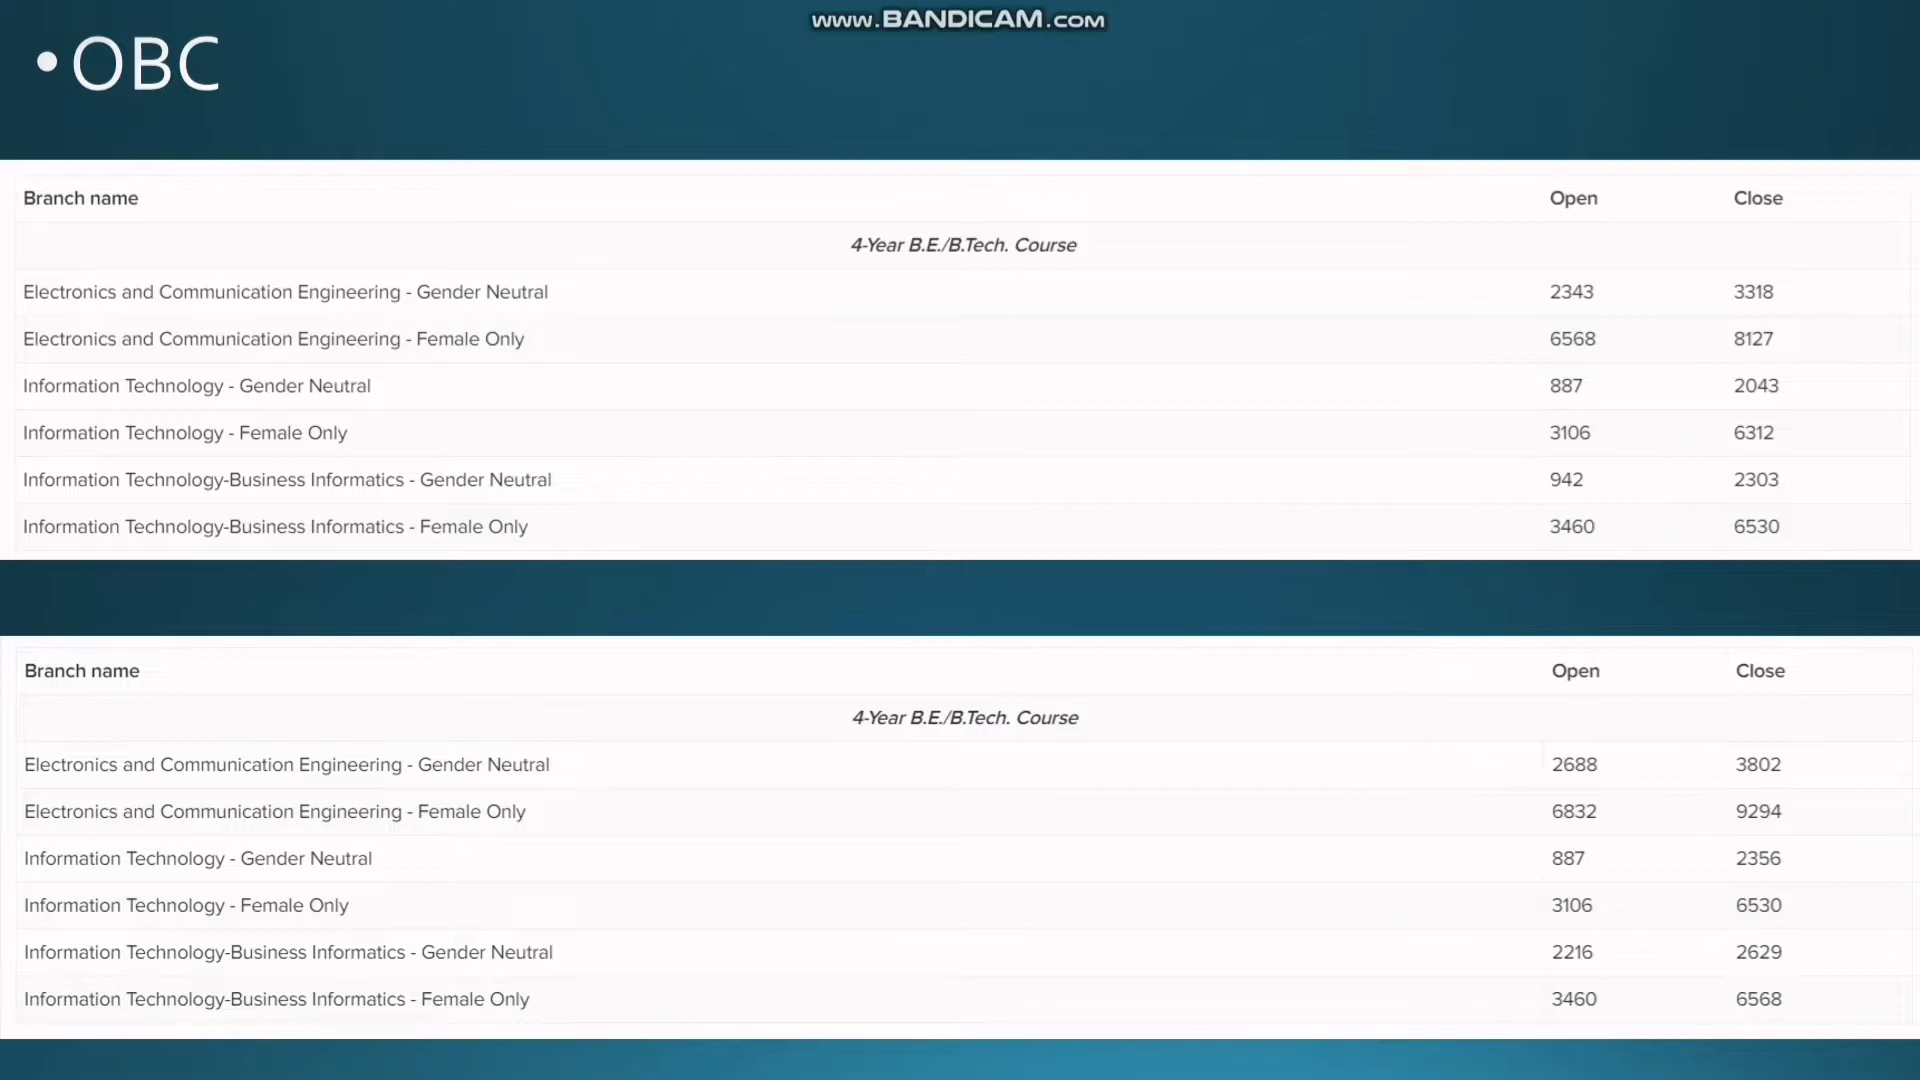 www.BANDICAM.com
• OBC
Branch name Open Close
4-Year B.E./B.Tech. Course
Electronics and Communication Engineering - Gender Neutral 2343 3318
Electronics and Communication Engineering - Female Only 6568 8127
Information Technology - Gender Neutral 887 2043
Information Technology - Female Only 3106 6312
Information Technology-Business Informatics - Gender Neutral 942 2303
Information Technology-Business Informatics - Female Only 3460 6530
Branch name Open Close
4-Year B.E./B.Tech. Course
Electronics and Communication Engineering - Gender Neutral 2688 3802
Electronics and Communication Engineering - Female Only 6832 9294
Information Technology - Gender Neutral 887 2356
Information Technology - Female Only 3106 6530
Information Technology-Business Informatics - Gender Neutral 2216 2629
Information Technology-Business Informatics - Female Only 3460 6568